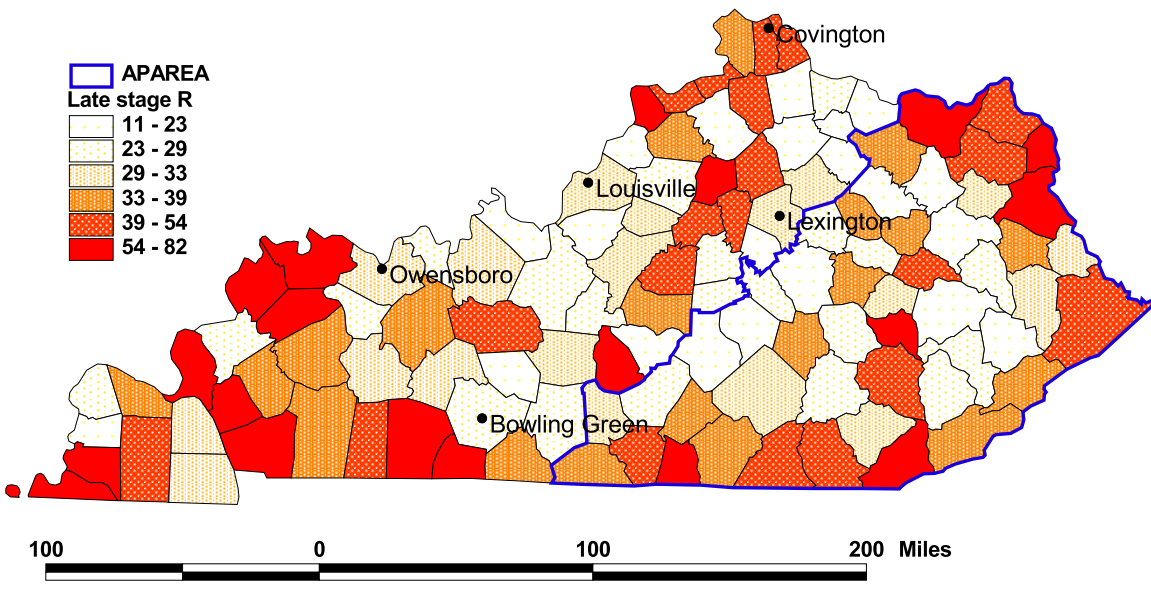 Covington
APAREA
Late stage R
11 - 23
23 - 29
29 - 33
33 - 39
39 - 54
54 - 82
Louisville
Lexington
Owensboro
Bowling Green
100 0 100 200 Miles